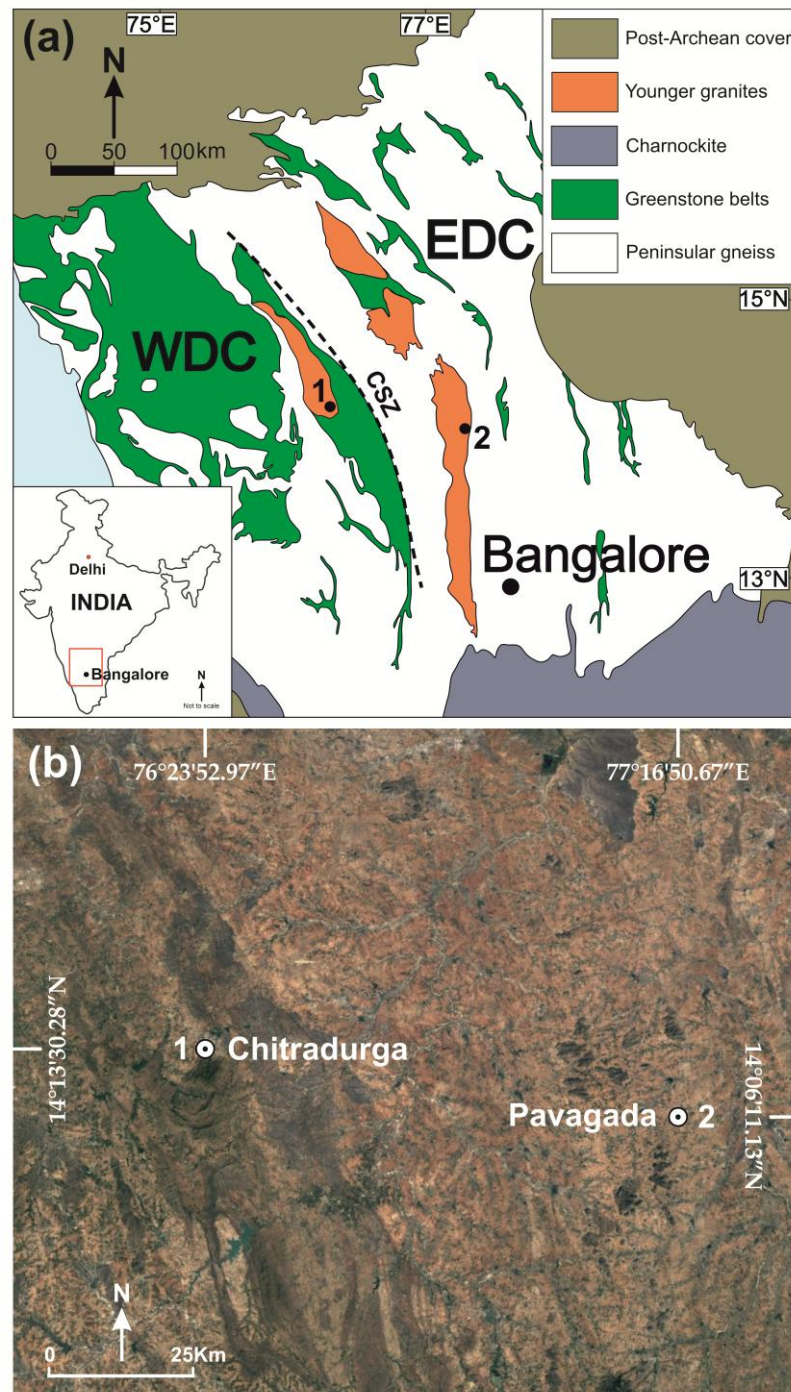 (a)
75°E
77°E
N
0 50 100km
Post-Archean cover
Younger granites
Charnockite
Greenstone belts
Peninsular gneiss
EDC
15°N
WDC
CSZ
1
2
Bangalore
13°N
Delhi
INDIA
Bangalore
N
Not to scale
(b)
76°23'52.97"E
77°16'50.67"E
14°13'30.28"N
1 Chitradurga
Pavagada 2
14°06'11.13"N
N
0 25Km